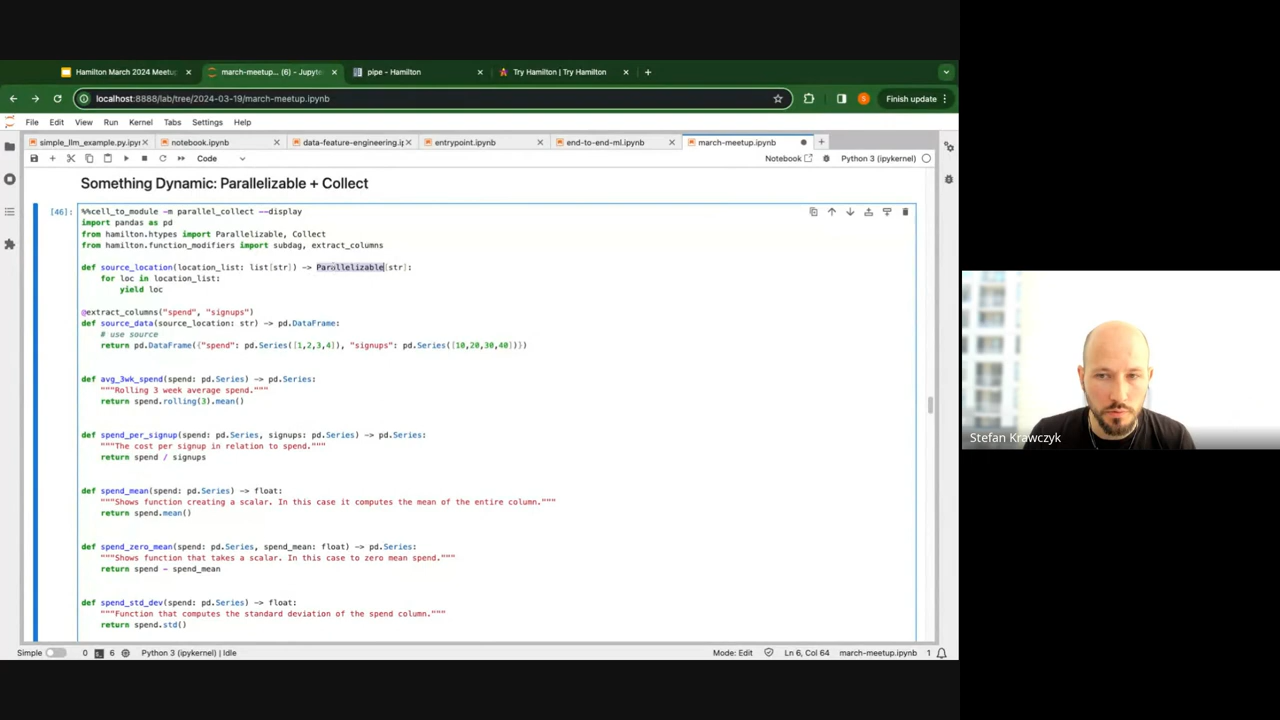 Hamilton March 2024 Meetu
march-meetup... (6) - Jupyte
pipe - Hamilton
Try Hamilton | Try Hamilton
localhost:8888/lab/tree/2024-03-19/march-meetup.ipynb
S
Finish update
File Edit View Run Kernel Tabs Settings Help
simple_llm_example.py.ipyr
notebook.ipynb
data-feature-engineering.ip
entrypoint.ipynb
end-to-end-ml.ipynb
march-meetup.ipynb
Code
Notebook
Python 3 (ipykernel)
Something Dynamic: Parallelizable + Collect
[46]:
%%cell_to_module -m parallel_collect --display
import pandas as pd
from hamilton.htypes import Parallelizable, Collect
from hamilton.function_modifiers import subdag, extract_columns
def source_location(location_list: list[str]) -> Parallelizable[str]:
for loc in location_list:
yield loc
@extract_columns("spend", "signups")
def source_data(source_location: str) -> pd.DataFrame:
# use source
return pd.DataFrame({"spend": pd.Series([1,2,3,4]), "signups": pd.Series([10,20,30,40])})
def avg_3wk_spend(spend: pd.Series) -> pd.Series:
"""Rolling 3 week average spend."""
return spend.rolling(3).mean()
def spend_per_signup(spend: pd.Series, signups: pd.Series) -> pd.Series:
"""The cost per signup in relation to spend."""
return spend / signups
def spend_mean(spend: pd.Series) -> float:
"""Shows function creating a scalar. In this case it computes the mean of the entire column."""
return spend.mean()
def spend_zero_mean(spend: pd.Series, spend_mean: float) -> pd.Series:
"""Shows function that takes a scalar. In this case to zero mean spend."""
return spend - spend_mean
def spend_std_dev(spend: pd.Series) -> float:
"""Function that computes the standard deviation of the spend column."""
return spend.std()
Simple 0 6 Python 3 (ipykernel) | Idle
Mode: Edit Ln 6, Col 64 march-meetup.ipynb 1
Stefan Krawczyk